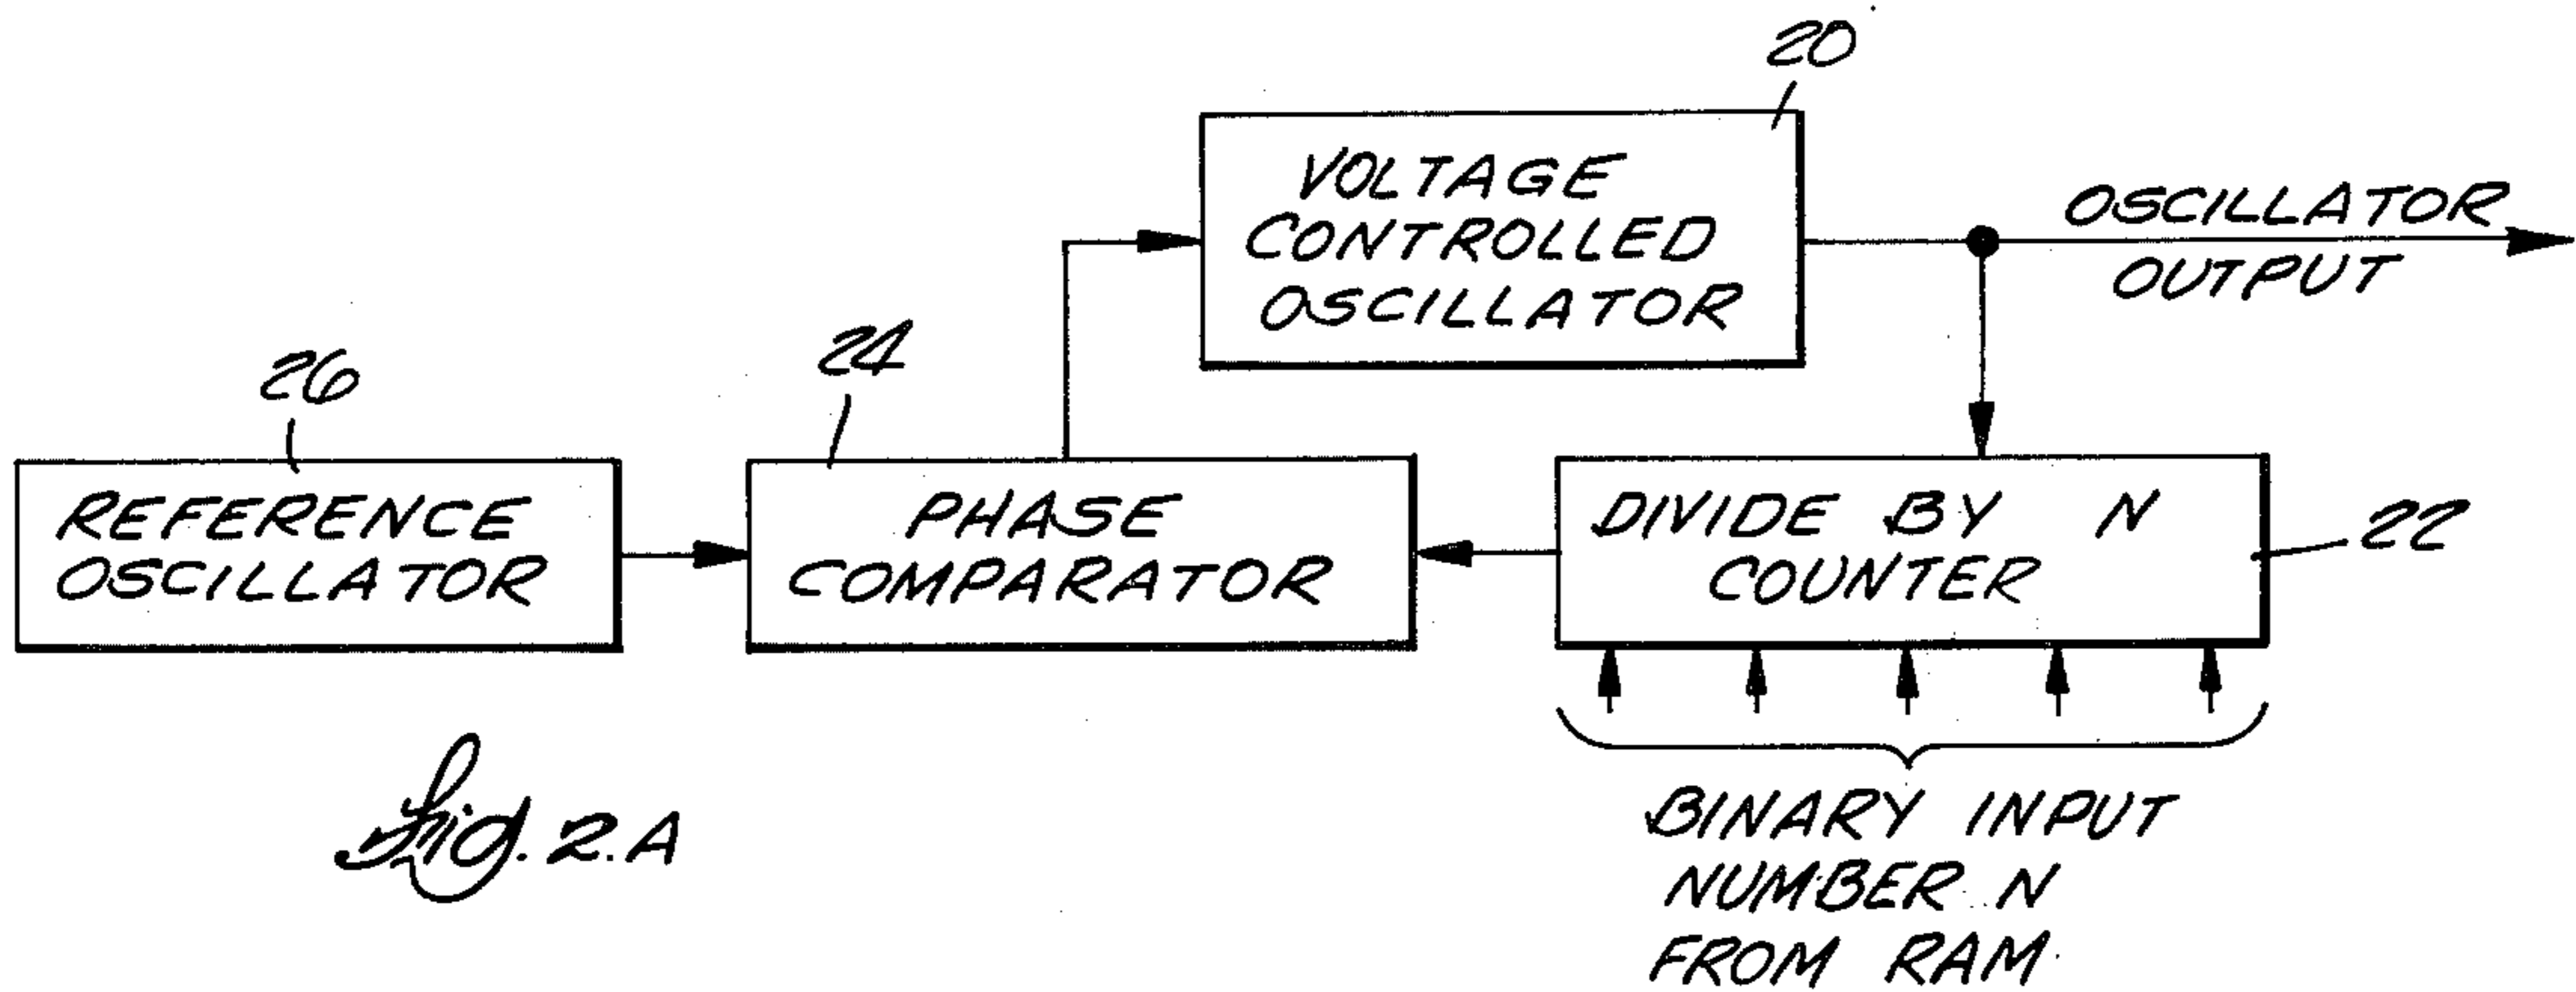 20
VOLTAGE
CONTROLLED
OSCILLATOR
OSCILLATOR
OUTPUT
26
24
REFERENCE
OSCILLATOR
PHASE
COMPARATOR
DIVIDE BY N
COUNTER
22
Fig. 2.A
BINARY INPUT
NUMBER N
FROM RAM